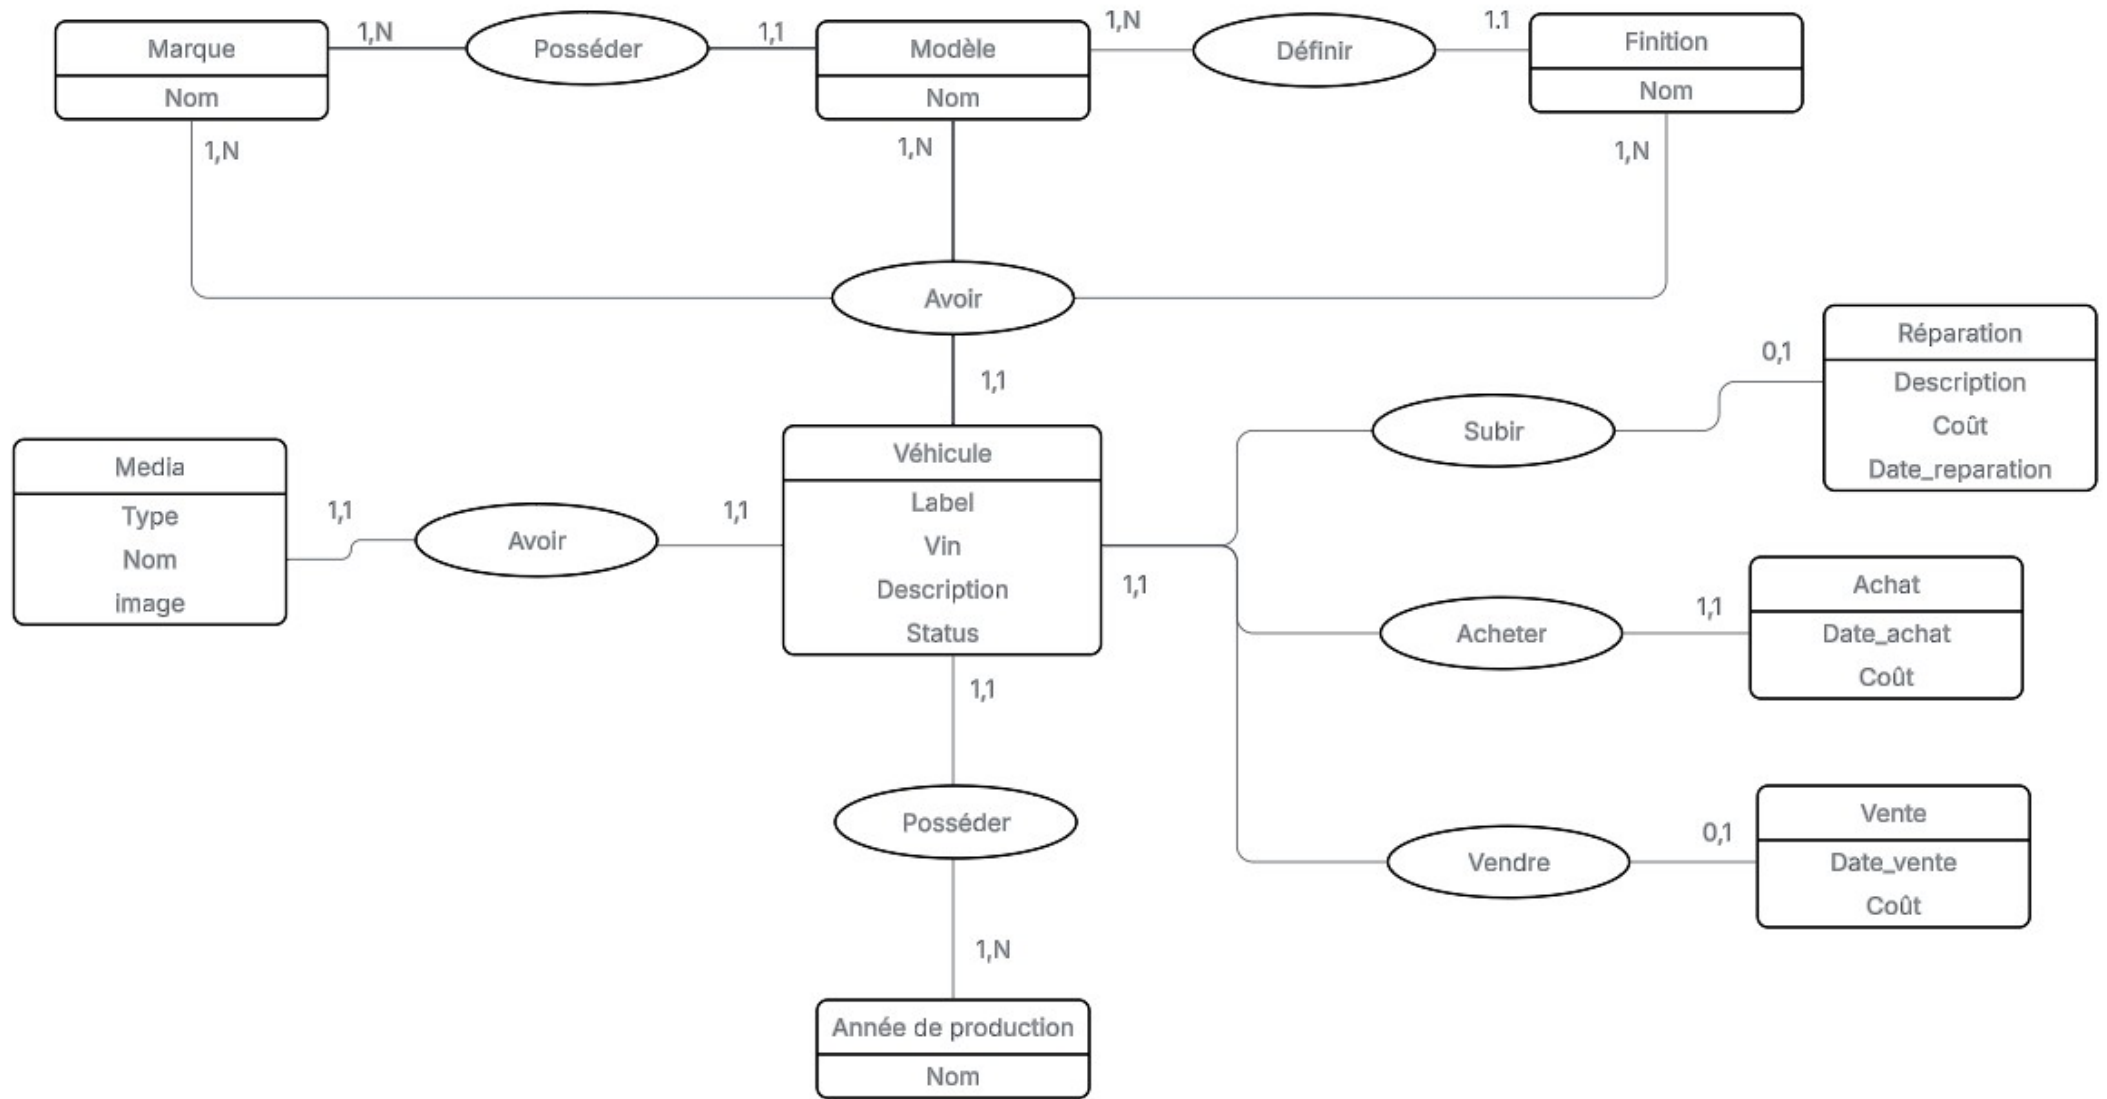 Marque
Nom
1,N
Posséder
1,1
Modèle
Nom
1,N
Définir
1.1
Finition
Nom
1,N
1,N
1,N
Avoir
1,1
Réparation
Description
Coût
Date_reparation
0,1
Subir
Media
Type
Nom
image
1,1
Avoir
1,1
Véhicule
Label
Vin
Description
Status
1,1
Acheter
1,1
Achat
Date_achat
Coût
1,1
Posséder
1,N
Vendre
0,1
Vente
Date_vente
Coût
Année de production
Nom